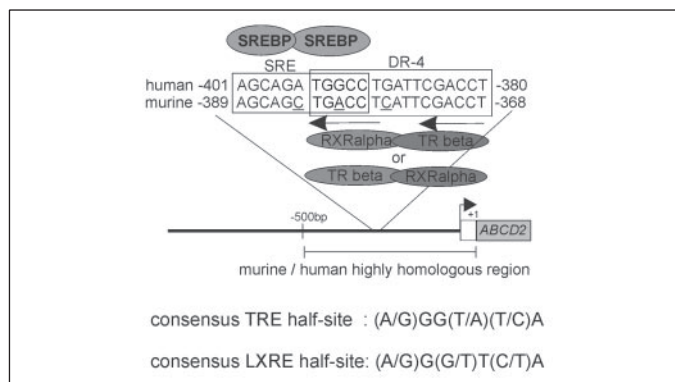 SREBP SREBP
SRE DR-4
human -401 AGCAGA TGGCC TGATTCGACCT -380
murine -389 AGCAGC TGACC TCATTCGACCT -368
RXRalpha TR beta
or
TR beta RXRalpha
-500bp +1 ABCD2
murine / human highly homologous region
consensus TRE half-site : (A/G)GG(T/A)(T/C)A
consensus LXRE half-site: (A/G)G(G/T)T(C/T)A